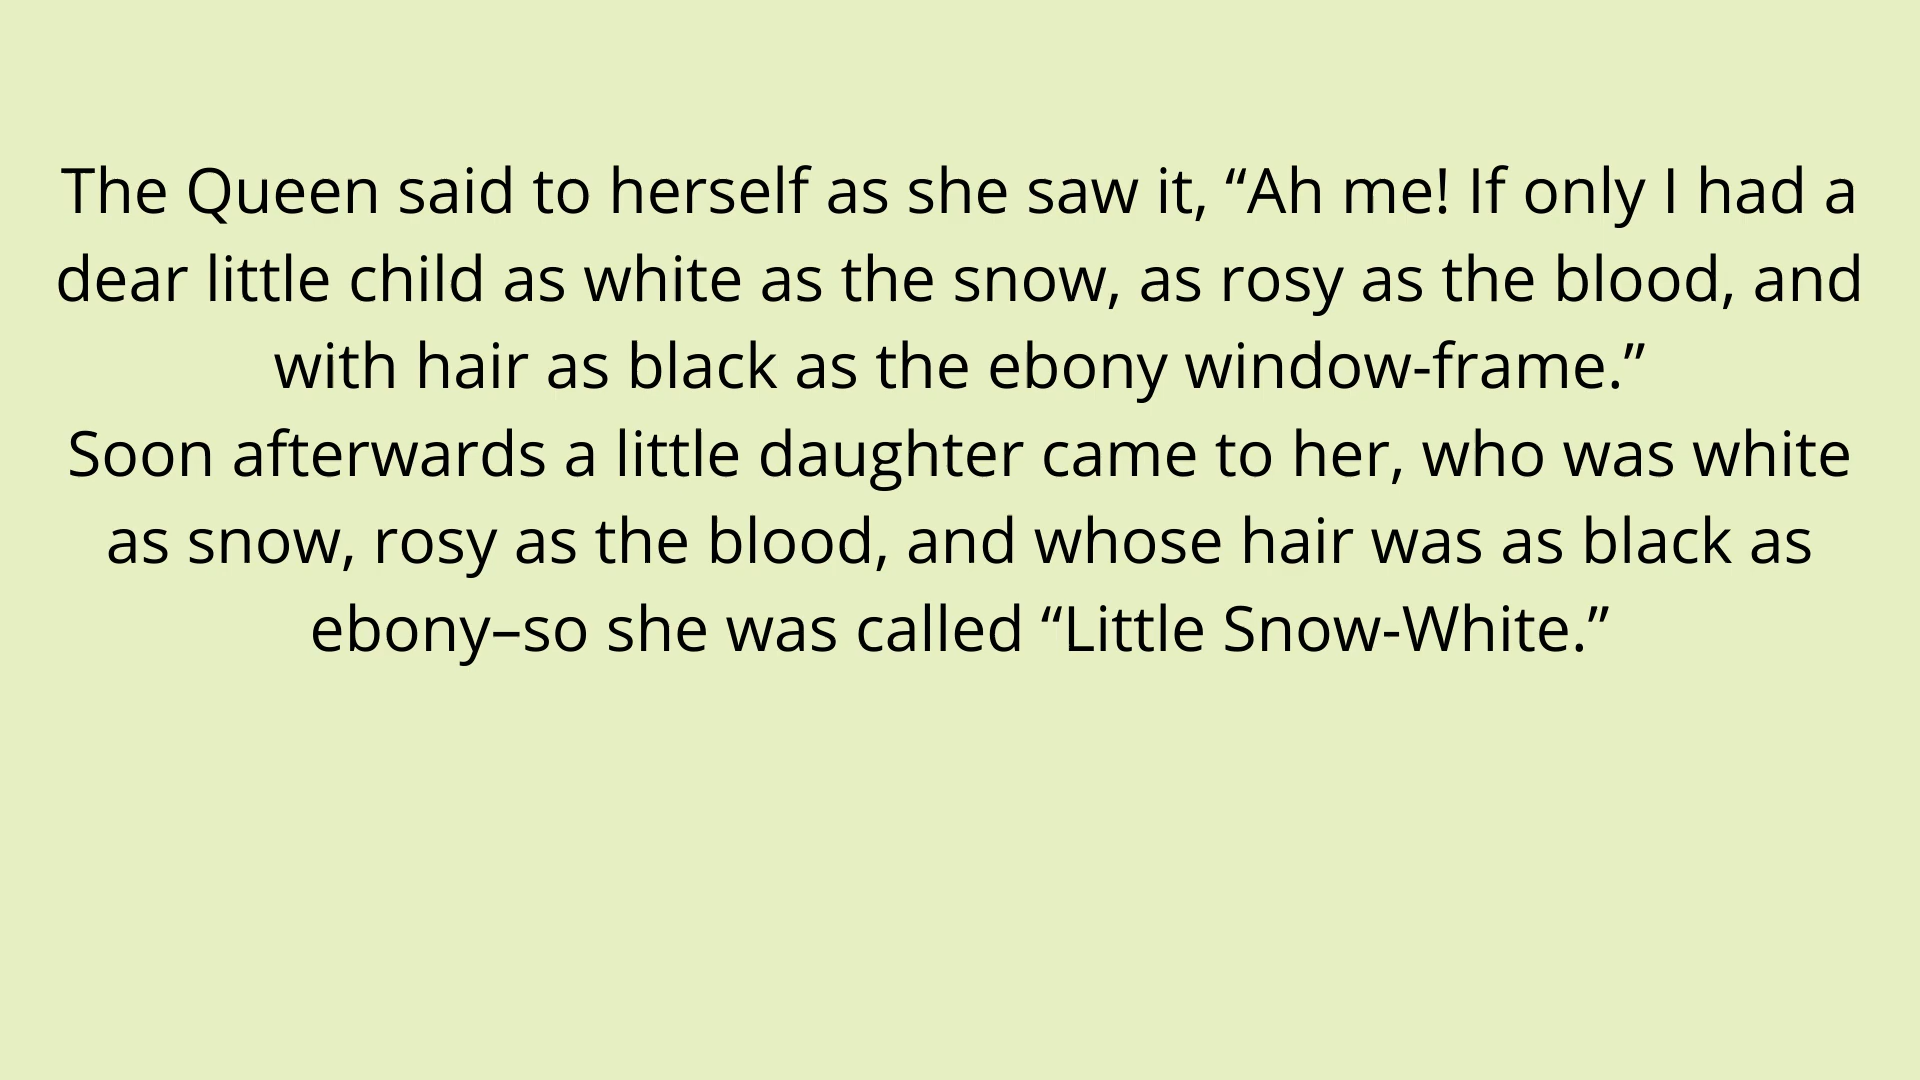 The Queen said to herself as she saw it, “Ah me! If only I had a
dear little child as white as the snow, as rosy as the blood, and
with hair as black as the ebony window-frame.”
Soon afterwards a little daughter came to her, who was white
as snow, rosy as the blood, and whose hair was as black as
ebony–so she was called “Little Snow-White.”